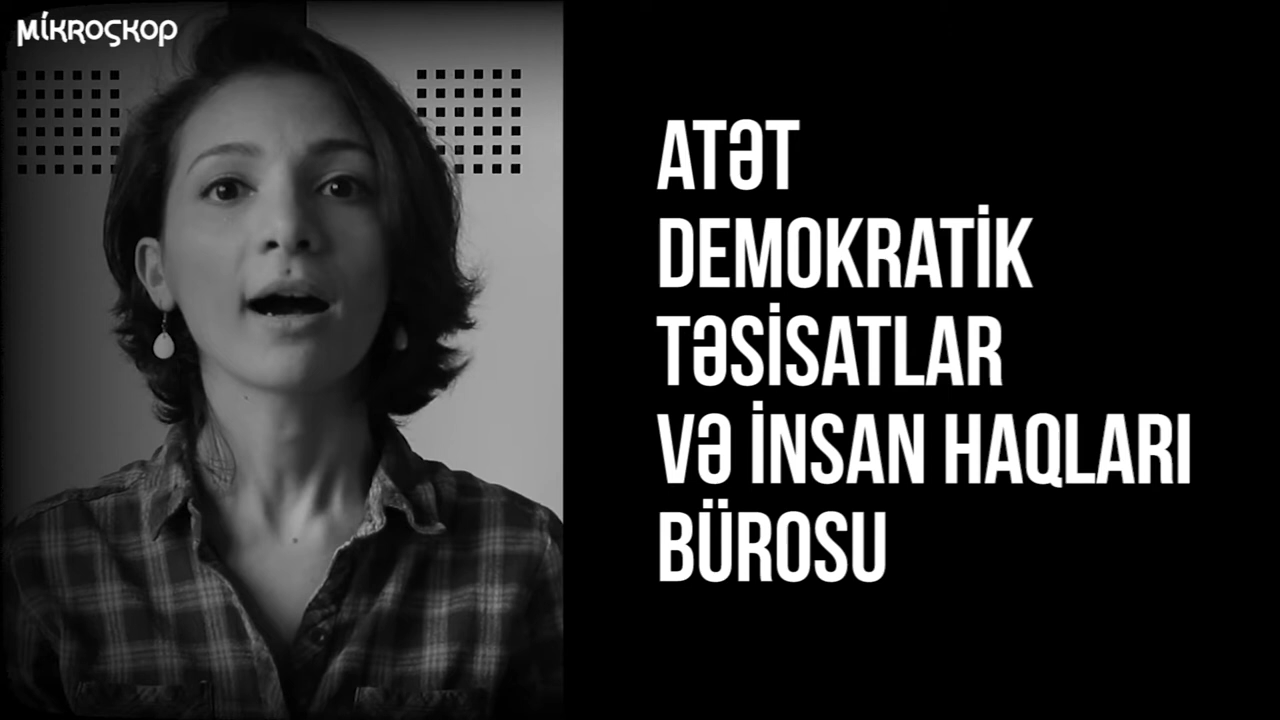 MİKROSKOP
ATƏT
DEMOKRATİK
TƏSİSATLAR
VƏ İNSAN HAQLARI
BÜROSU